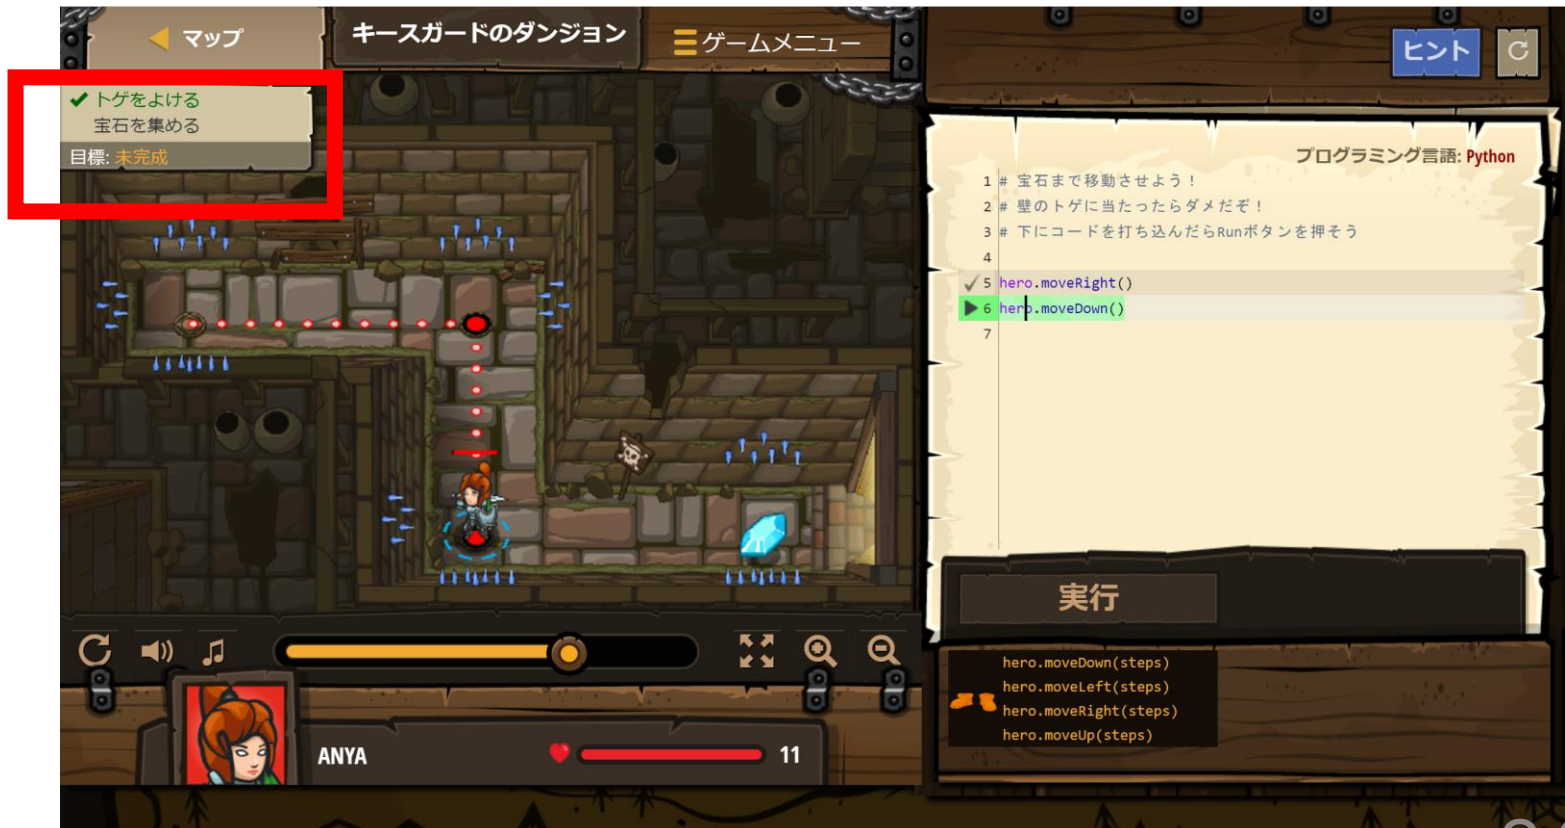 マップ
キースガードのダンジョン
ゲームメニュー
ヒント
トゲをよける
宝石を集める
目標: 未完成
プログラミング言語: Python
1 # 宝石まで移動させよう！
2 # 壁のトゲに当たったらダメだぞ！
3 # 下にコードを打ち込んだらRunボタンを押そう
4
5 hero.moveRight()
6 hero.moveDown()
7
実行
hero.moveDown(steps)
hero.moveLeft(steps)
hero.moveRight(steps)
hero.moveUp(steps)
ANYA
11